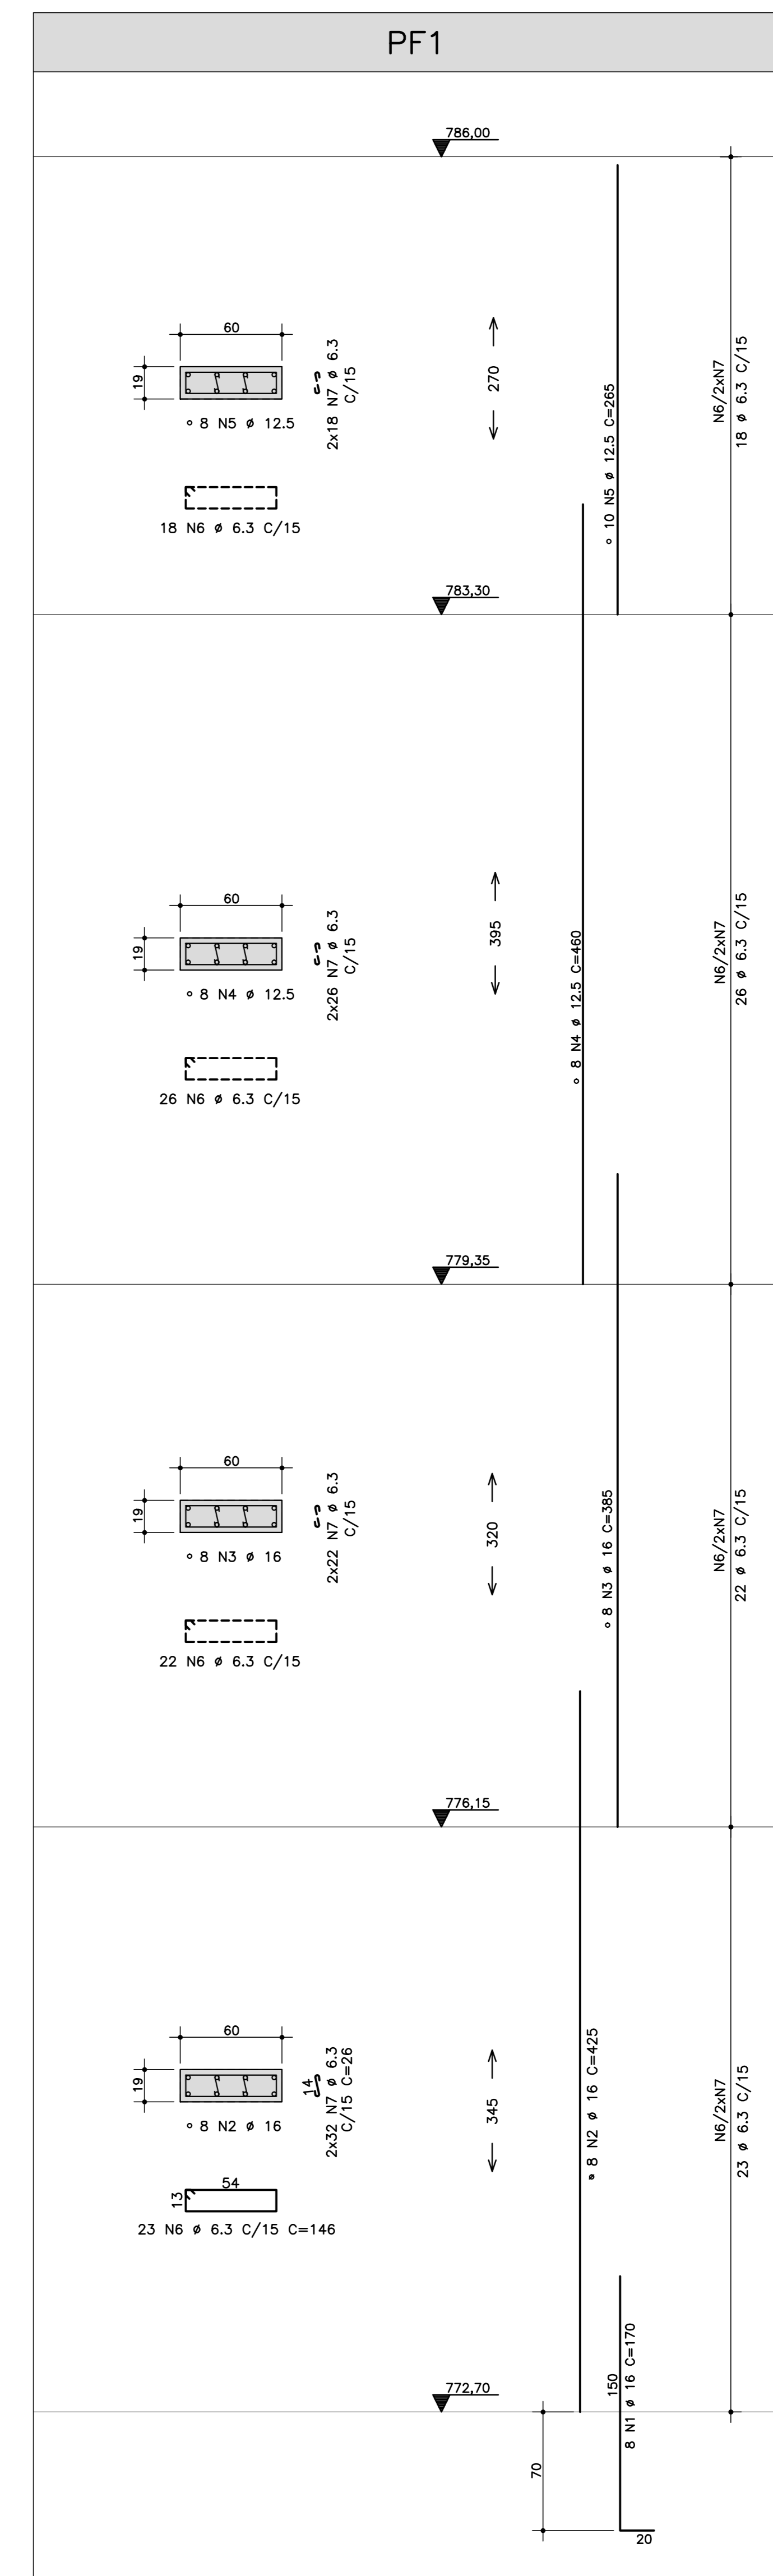 PF1
786,00
60
19
2x18 N7 ø 6.3
C/15
8 N5 ø 12.5
18 N6 ø 6.3 C/15
270
10 N5 ø 12.5 C=265
N6/2xN7
18 ø 6.3 C/15
783,30
60
19
2x26 N7 ø 6.3
C/15
8 N4 ø 12.5
26 N6 ø 6.3 C/15
395
8 N4 ø 12.5 C=460
N6/2xN7
26 ø 6.3 C/15
779,35
60
19
2x22 N7 ø 6.3
C/15
8 N3 ø 16
22 N6 ø 6.3 C/15
320
8 N3 ø 16 C=385
N6/2xN7
22 ø 6.3 C/15
776,15
60
19
14
2x32 N7 ø 6.3
C/15 C=26
8 N2 ø 16
54
13
23 N6 ø 6.3 C/15 C=146
345
8 N2 ø 16 C=425
N6/2xN7
23 ø 6.3 C/15
772,70
150
8 N1 ø 16 C=170
70
20